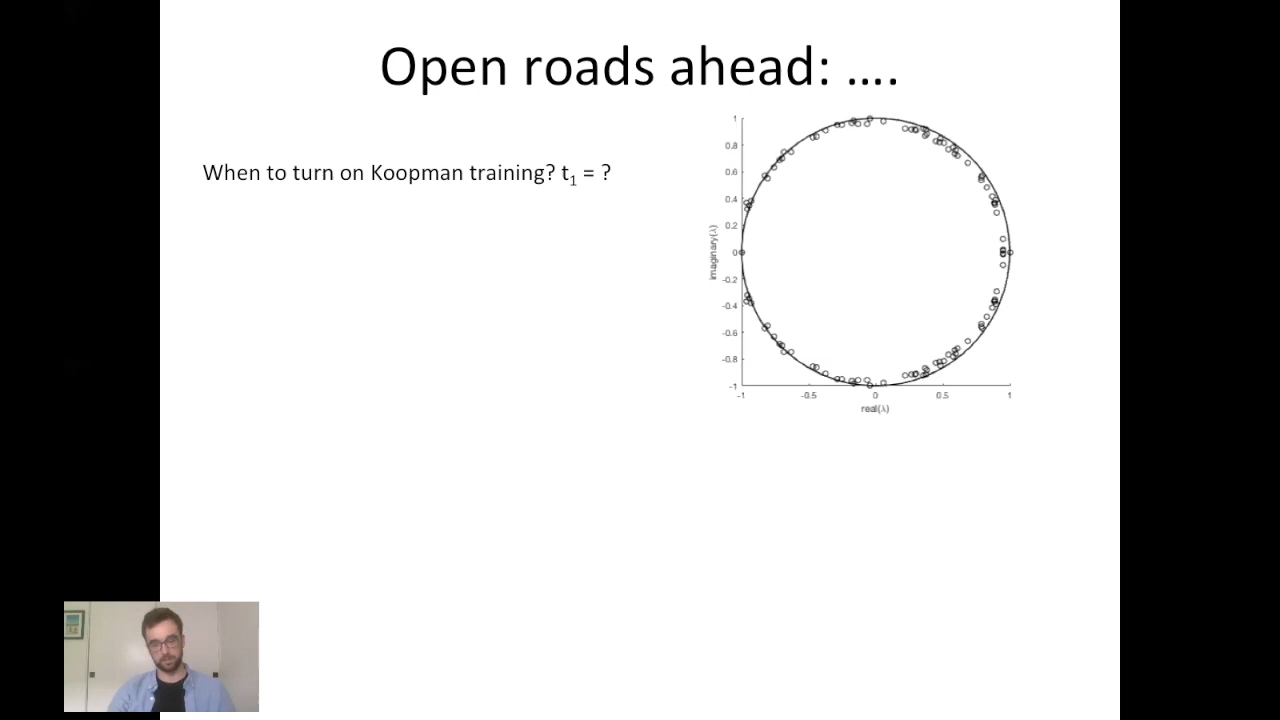 Open roads ahead: ....
When to turn on Koopman training? t₁ = ?
1
0.8
0.6
0.4
0.2
0
-0.2
-0.4
-0.6
-0.8
-1
imaginary(λ)
-1 -0.5 0 0.5 1
real(λ)